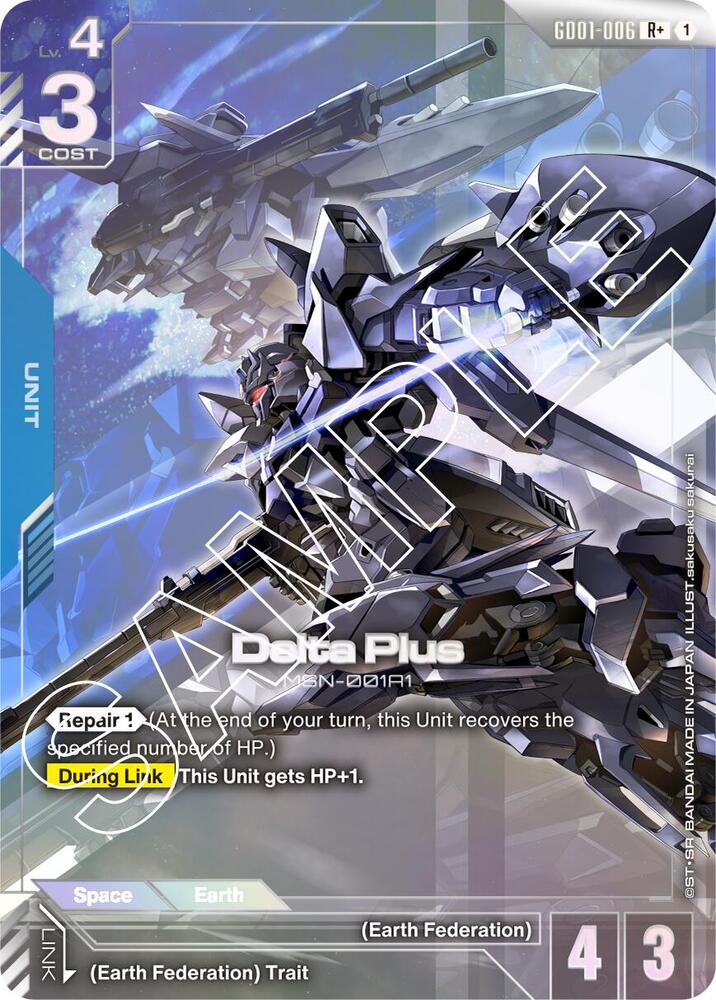 Lv. 4
3
COST
GD01-006 R+ 1
UNIT
SAMPLE
Delta Plus
MSN-001A1
Repair 1 (At the end of your turn, this Unit recovers the
specified number of HP.)
During Link This Unit gets HP+1.
©ST・SR BANDAI MADE IN JAPAN ILLUST.sakusaku sakurai
Space Earth
(Earth Federation)
LINK
(Earth Federation) Trait
4 3